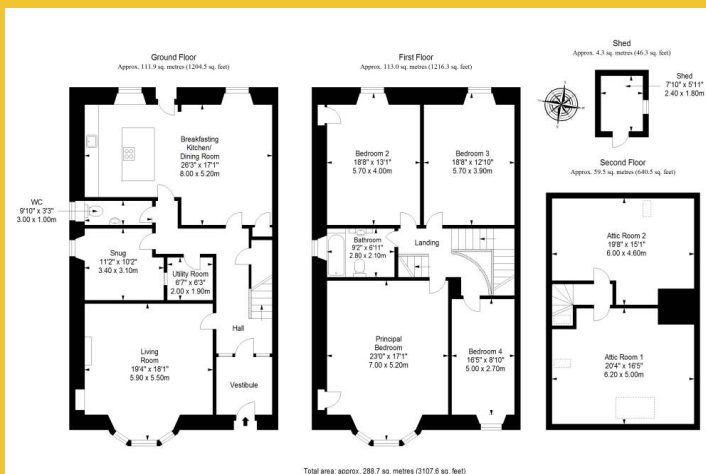 Ground Floor
Approx. 111.9 sq. metres (1204.5 sq. feet)
Breakfasting
Kitchen/
Dining Room
26'3" x 17'1"
8.00 x 5.20m
WC
9'10" x 3'3"
3.00 x 1.00m
Snug
11'2" x 10'2"
3.40 x 3.10m
Utility Room
6'7" x 6'3"
2.00 x 1.90m
Hall
Living
Room
19'4" x 18'1"
5.90 x 5.50m
Vestibule
First Floor
Approx. 113.0 sq. metres (1216.3 sq. feet)
Bedroom 2
18'8" x 13'1"
5.70 x 4.00m
Bedroom 3
18'8" x 12'10"
5.70 x 3.90m
Bathroom
9'2" x 6'11"
2.80 x 2.10m
Landing
Principal
Bedroom
23'0" x 17'1"
7.00 x 5.20m
Bedroom 4
16'5" x 8'10"
5.00 x 2.70m
Shed
Approx. 4.3 sq. metres (46.3 sq. feet)
Shed
7'10" x 5'11"
2.40 x 1.80m
Second Floor
Approx. 59.5 sq. metres (640.5 sq. feet)
Attic Room 2
19'8" x 15'1"
6.00 x 4.60m
Attic Room 1
20'4" x 16'5"
6.20 x 5.00m
Total area: approx. 288.7 sq. metres (3107.6 sq. feet)